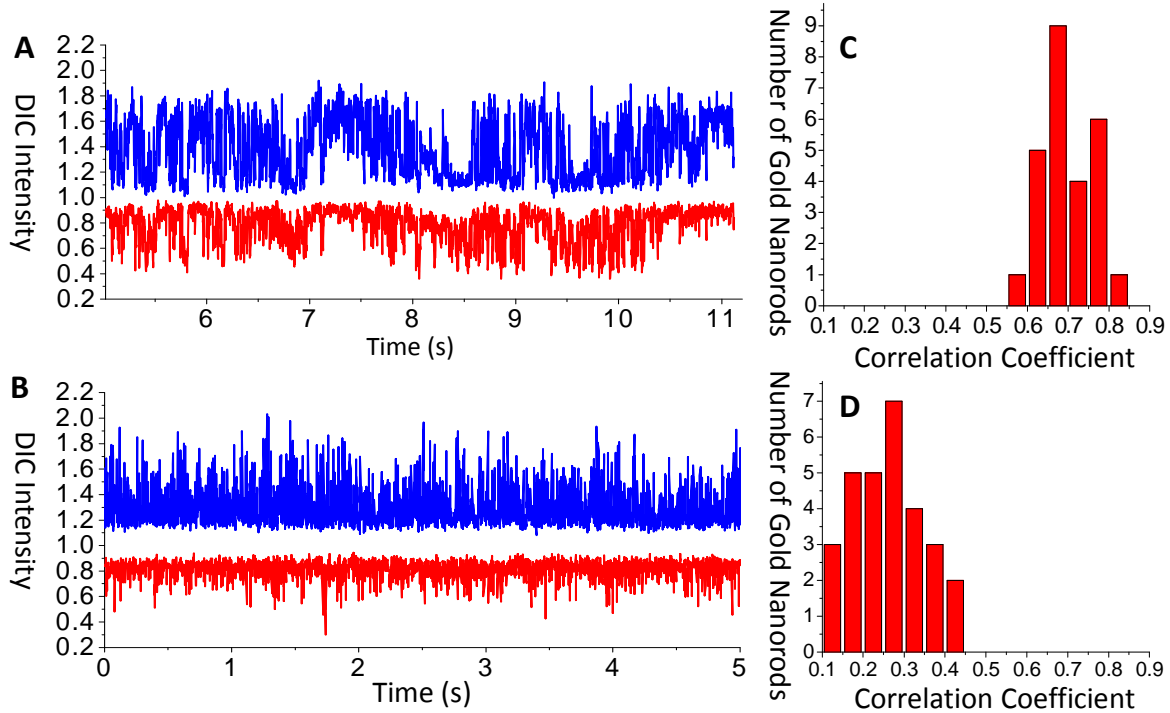 A
DIC Intensity
2.2
2.0
1.8
1.6
1.4
1.2
1.0
0.8
0.6
0.4
0.2
6 7 8 9 10 11
Time (s)
C
Number of Gold Nanorods
9
8
7
6
5
4
3
2
1
0
0.1 0.2 0.3 0.4 0.5 0.6 0.7 0.8 0.9
Correlation Coefficient
B
DIC Intensity
2.2
2.0
1.8
1.6
1.4
1.2
1.0
0.8
0.6
0.4
0.2
0 1 2 3 4 5
Time (s)
D
Number of Gold Nanorods
7
6
5
4
3
2
1
0
0.1 0.2 0.3 0.4 0.5 0.6 0.7 0.8 0.9
Correlation Coefficient